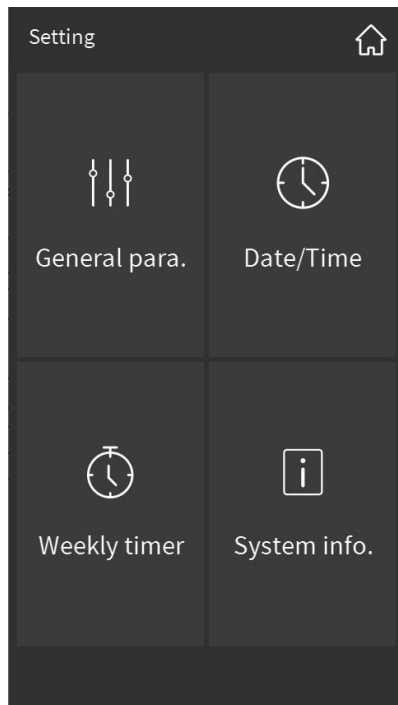 Setting
General para.
Date/Time
Weekly timer
System info.